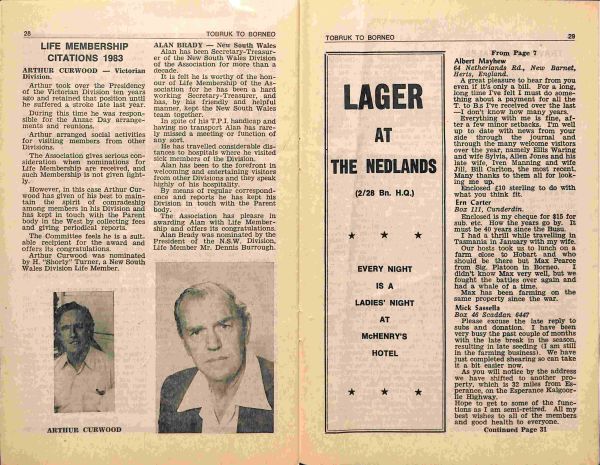 28
TOBRUK TO BORNEO
LIFE MEMBERSHIP
CITATIONS 1983
ARTHUR CURWOOD — Victorian
Division.
Arthur took over the Presidency
of the Victorian Division ten years
ago and retained that position until
he suffered a stroke late last year.
During this time he was respon-
sible for the Anzac Day arrange-
ments and reunions.
Arthur arranged social activities
for visiting members from other
Divisions.
The Association gives serious con-
sideration when nominations for
Life Membership are received, and
such Membership is not given light-
ly.
However, in this case Arthur Cur-
wood has given of his best to main-
tain the spirit of comradeship
among members in his Division and
has kept in touch with the Parent
body in the West by collecting fees
and giving periodical reports.
The Committee feels he is a suit-
able recipient for the award and
offers its congratulations.
Arthur Curwood was nominated
by H. "Shorty" Turner, a New South
Wales Division Life Member.
ARTHUR CURWOOD
ALAN BRADY — New South Wales
Alan has been Secretary-Treasur-
er of the New South Wales Division
of the Association for more than a
decade.
It is felt he is worthy of the hon-
our of Life Membership of the As-
sociation for he has been a hard
working Secretary-Treasurer, and
has, by his friendly and helpful
manner, kept the New South Wales
team together.
In spite of his T.P.I. handicap and
having no transport Alan has rare-
ly missed a meeting or function of
any sort.
He has travelled considerable dis-
tances to hospitals where he visited
sick members of the Division.
Alan has been to the forefront in
welcoming and entertaining visitors
from other Divisions and they speak
highly of his hospitality.
By means of regular correspond-
ence and reports he has kept his
Division in touch with the Parent
body.
The Association has pleasure in
awarding Alan with Life Member-
ship and offers its congratulations.
Alan Brady was nominated by the
President of the N.S.W. Division,
Life Member Mr. Dennis Burrough.
TOBRUK TO BORNEO
29
LAGER
AT
THE NEDLANDS
(2/28 Bn. H.Q.)
EVERY NIGHT
IS A
LADIES' NIGHT
AT
McHENRY'S
HOTEL
From Page 7
Albert Mayhew
64 Netherlands Rd., New Barnet,
Herts, England.
A great pleasure to hear from you
even if it's only a bill. For a long,
long time I've felt I must do some-
thing about a payment for all the
T. to B.s I've received over the last
— I don't know how many years.
Everything with me is fine, af-
ter a few minor setbacks. I'm well
up to date with news from your
side through the journal and
through the many welcome visitors
over the year, namely Ellis Waring
and wife Sylvia, Allen Jones and his
late wife, Iven Manning and wife
Jill, Bill Carlton, the most recent.
Many thanks to them all for look-
ing me up.
Enclosed £10 sterling to do with
what you think fit.
Ern Carter
Box 111, Cunderdin.
Enclosed is my cheque for $15 for
sub. etc. How the years go by. It
must be 40 years since the Busu.
I had a thrill while travelling in
Tasmania in January with my wife.
Our hosts took us to lunch on a
farm close to Hobart and who
should be there but Max Pearce
from Sig. Platoon in Borneo. I
didn't know Max very well, but we
fought the battles over again and
had a whale of a time.
Max has been farming on the
same property since the war.
Mick Sassella
Box 46 Scaddan 6447
Please excuse the late reply to
subs and donation. I have been
very busy the past couple of months
with the late break in the season,
resulting in late seeding (I am still
in the farming business). We have
just completed shearing so can take
it a bit easier now.
As you will notice by the address
we have shifted to another pro-
perty, which is 32 miles from Es-
perance, on the Esperance Kalgoor-
lie Highway.
Hope to get to some of the func-
tions as I am semi-retired. All my
best wishes to all of the members
and good health to everyone.
Continued Page 31